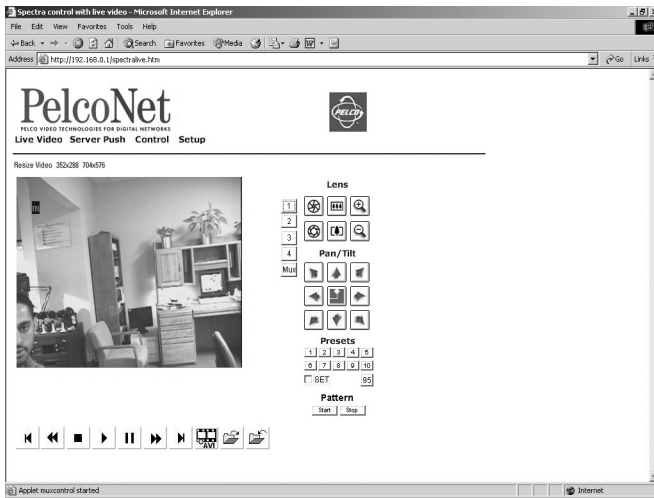 Spectra control with live video - Microsoft Internet Explorer
File Edit View Favorites Tools Help
Back Search Favorites Media
Address http://192.168.0.1/spectralive.htm Go Links
PelcoNet
PELCO VIDEO TECHNOLOGIES FOR DIGITAL NETWORKS
PELCO
Live Video Server Push Control Setup
Resize Video 352x288 704x576
Lens
1
2
3
4
Mux
Pan/Tilt
Presets
1 2 3 4 5
6 7 8 9 10
SET 95
Pattern
Start Stop
AVI
Applet muxcontrol started Internet